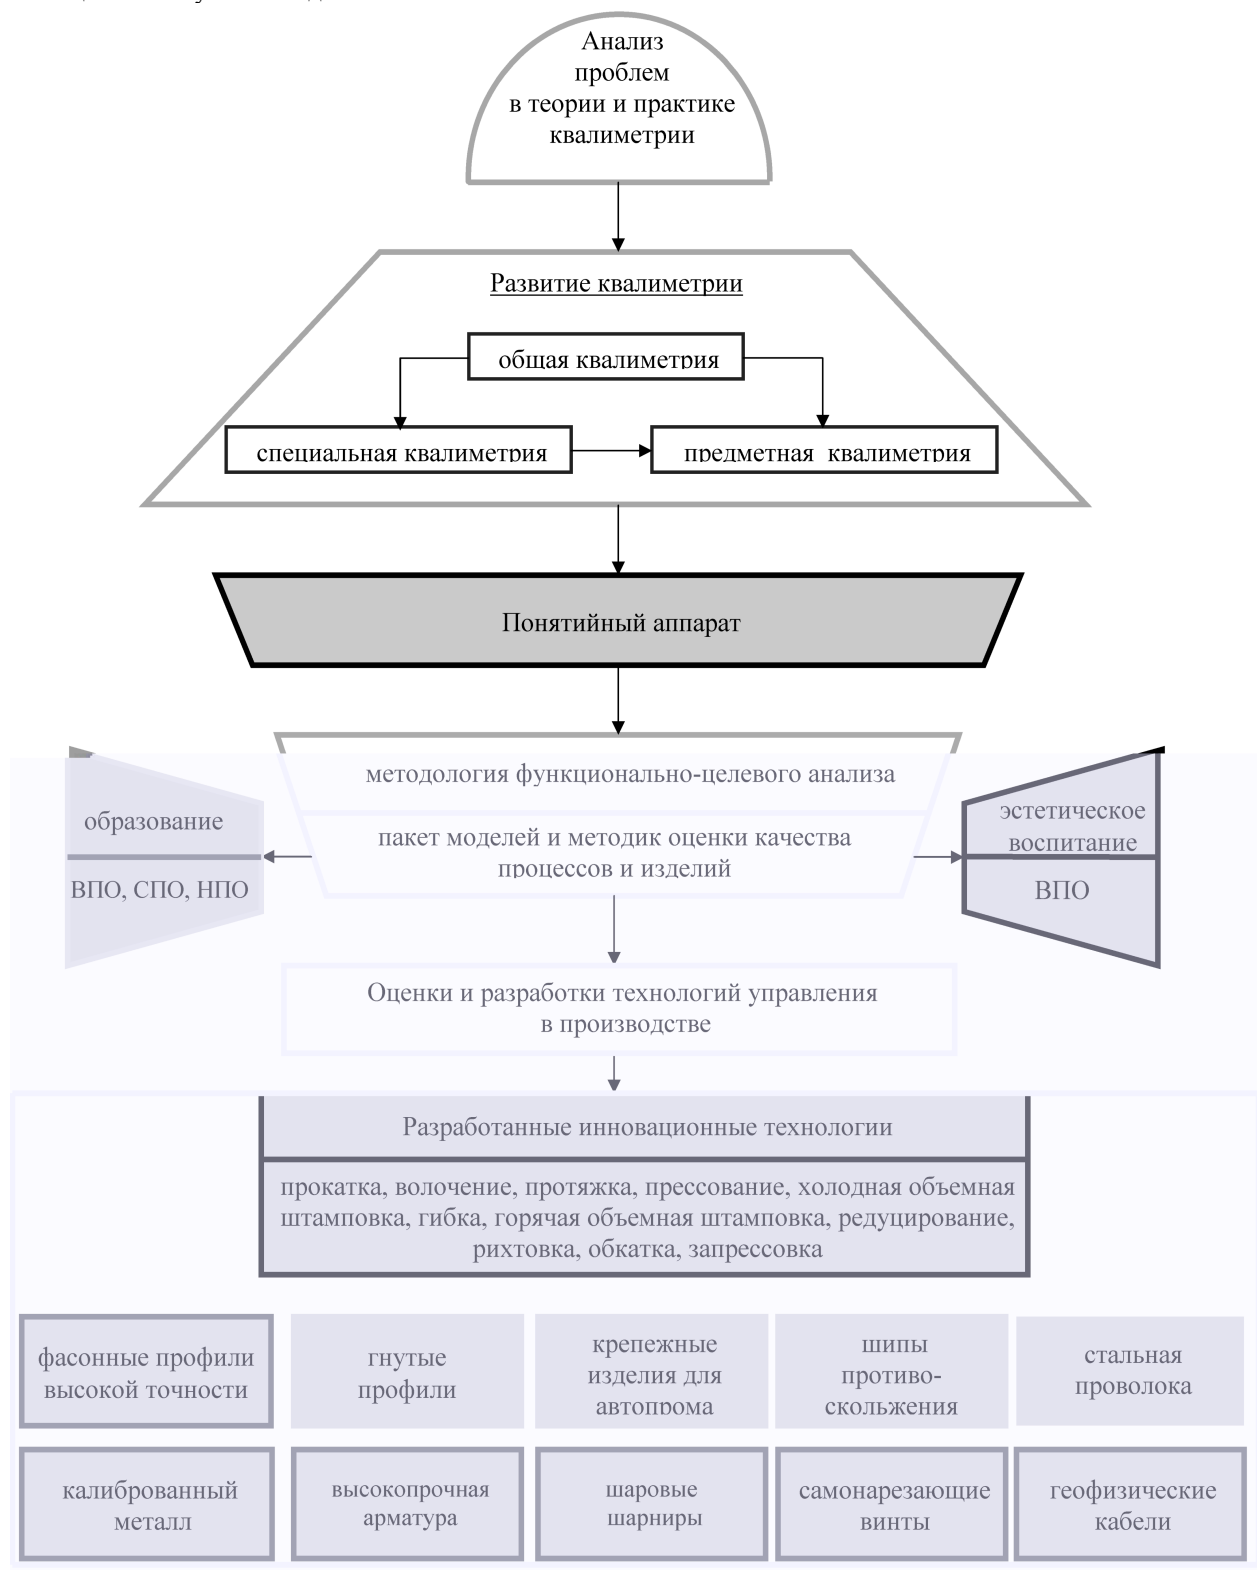 Анализ
проблем
в теории и практике
квалиметрии
Развитие квалиметрии
общая квалиметрия
специальная квалиметрия
предметная квалиметрия
Понятийный аппарат
методология функционально-целевого анализа
пакет моделей и методик оценки качества
процессов и изделий
образование
ВПО, СПО, НПО
эстетическое
воспитание
ВПО
Оценки и разработки технологий управления
в производстве
Разработанные инновационные технологии
прокатка, волочение, протяжка, прессование, холодная объемная
штамповка, гибка, горячая объемная штамповка, редуцирование,
рихтовка, обкатка, запрессовка
фасонные профили
высокой точности
гнутые
профили
крепежные
изделия для
автопрома
шипы
противо-
скольжения
стальная
проволока
калиброванный
металл
высокопрочная
арматура
шаровые
шарниры
самонарезающие
винты
геофизические
кабели